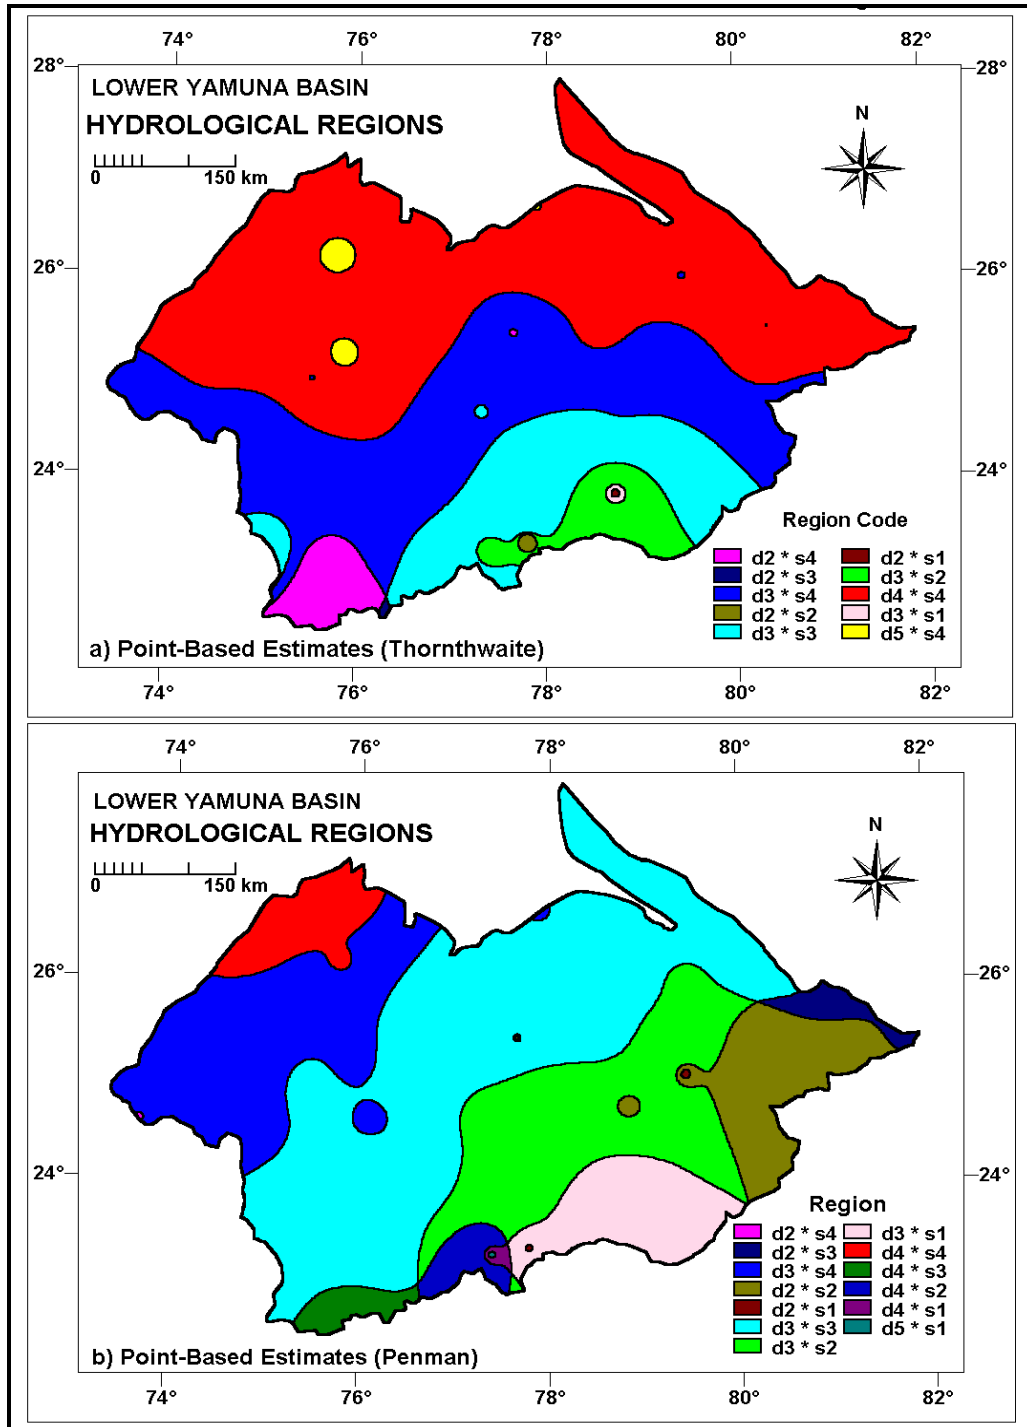 74° 76° 78° 80° 82°
28° 28°
LOWER YAMUNA BASIN
HYDROLOGICAL REGIONS
N
0 150 km
26° 26°
24° 24°
Region Code
d2 * s4 d2 * s1
d2 * s3 d3 * s2
d3 * s4 d4 * s4
d2 * s2 d3 * s1
d3 * s3 d5 * s4
a) Point-Based Estimates (Thornthwaite)
74° 76° 78° 80° 82°
74° 76° 78° 80° 82°
LOWER YAMUNA BASIN
HYDROLOGICAL REGIONS
N
0 150 km
26° 26°
24° 24°
Region
d2 * s4 d3 * s1
d2 * s3 d4 * s4
d3 * s4 d4 * s3
d2 * s2 d4 * s2
d2 * s1 d4 * s1
d3 * s3 d5 * s1
d3 * s2
b) Point-Based Estimates (Penman)
74° 76° 78° 80° 82°